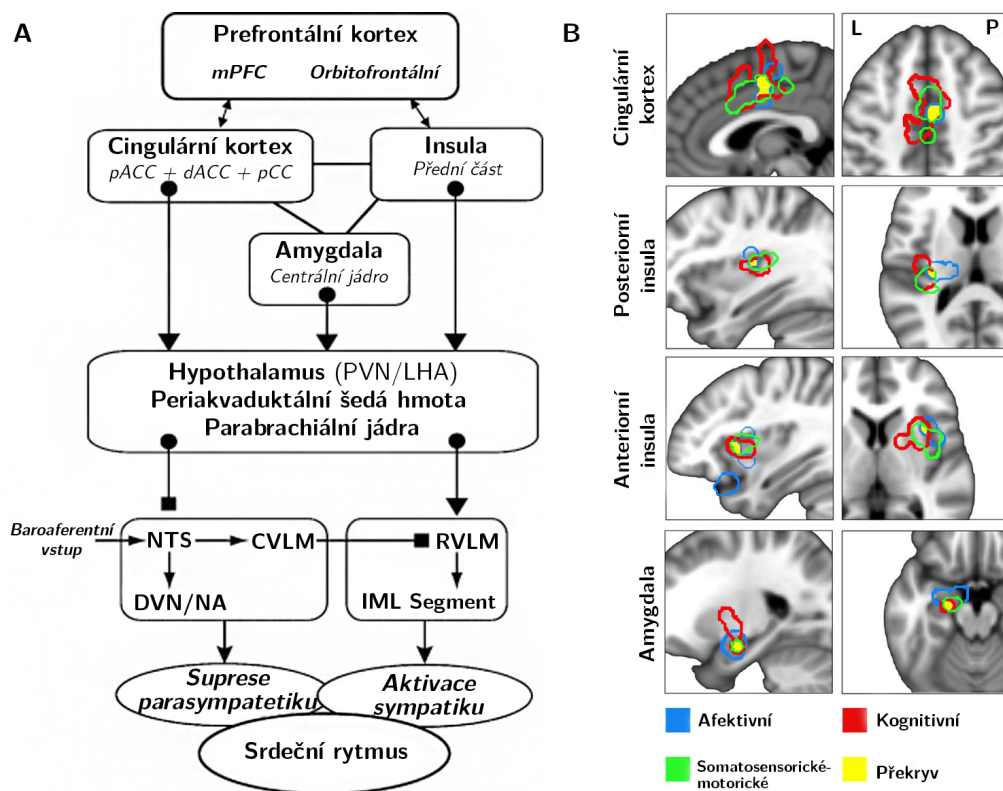 A
Prefrontální kortex
mPFC Orbitofrontální
Cingulární kortex
pACC + dACC + pCC
Insula
Přední část
Amygdala
Centrální jádro
Hypothalamus (PVN/LHA)
Periakvaduktální šedá hmota
Parabrachiální jádra
Baroaferentní
vstup
NTS CVLM RVLM
DVN/NA IML Segment
Suprese
parasympatetiku
Aktivace
sympatiku
Srdeční rytmus
B
L P
Cingulární
kortex
Posteriorní
insula
Anteriorní
insula
Amygdala
Afektivní
Kognitivní
Somatosensorické-
motorické
Překryv